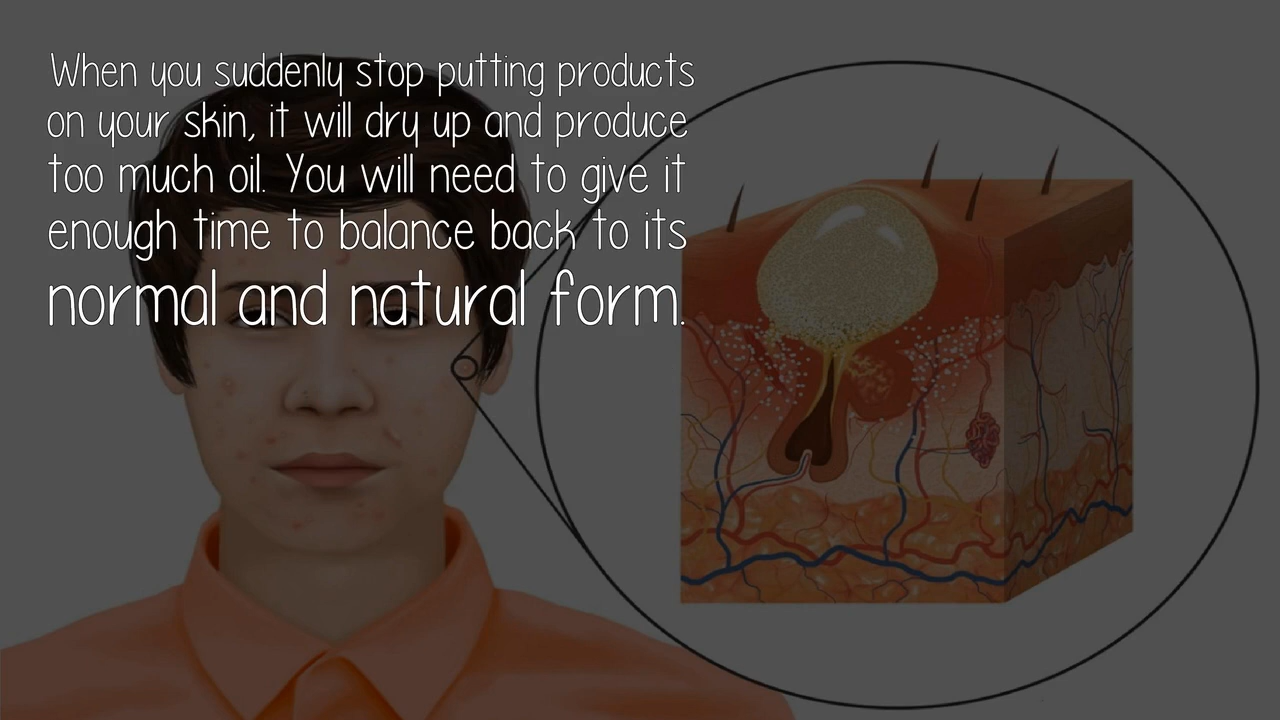 When you suddenly stop putting products
on your skin, it will dry up and produce
too much oil. You will need to give it
enough time to balance back to its
normal and natural form.